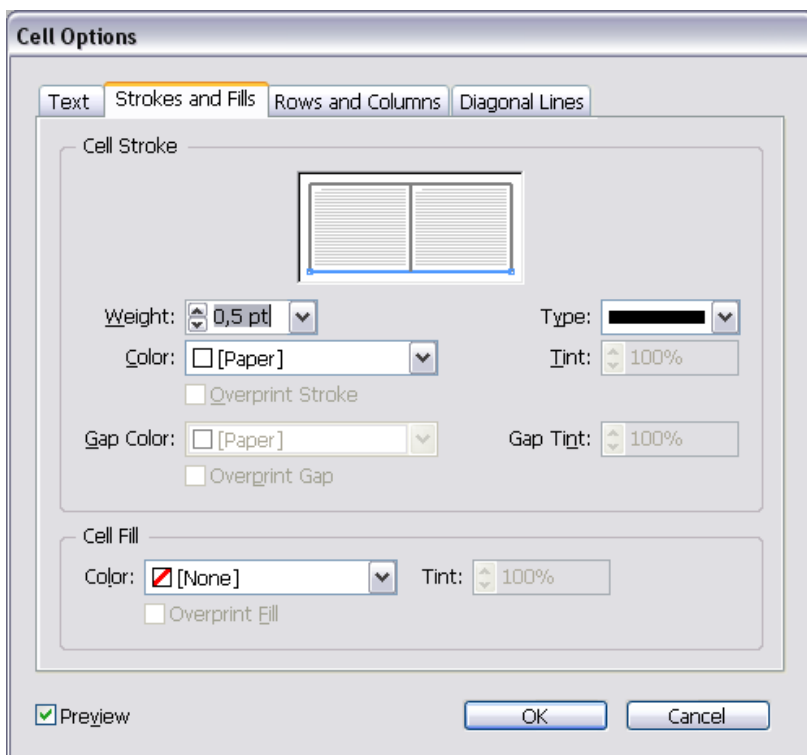 Cell Options
Text Strokes and Fills Rows and Columns Diagonal Lines
Cell Stroke
Weight: 0,5 pt Type:
Color: [Paper] Tint: 100%
Overprint Stroke
Gap Color: [Paper] Gap Tint: 100%
Overprint Gap
Cell Fill
Color: [None] Tint: 100%
Overprint Fill
Preview OK Cancel